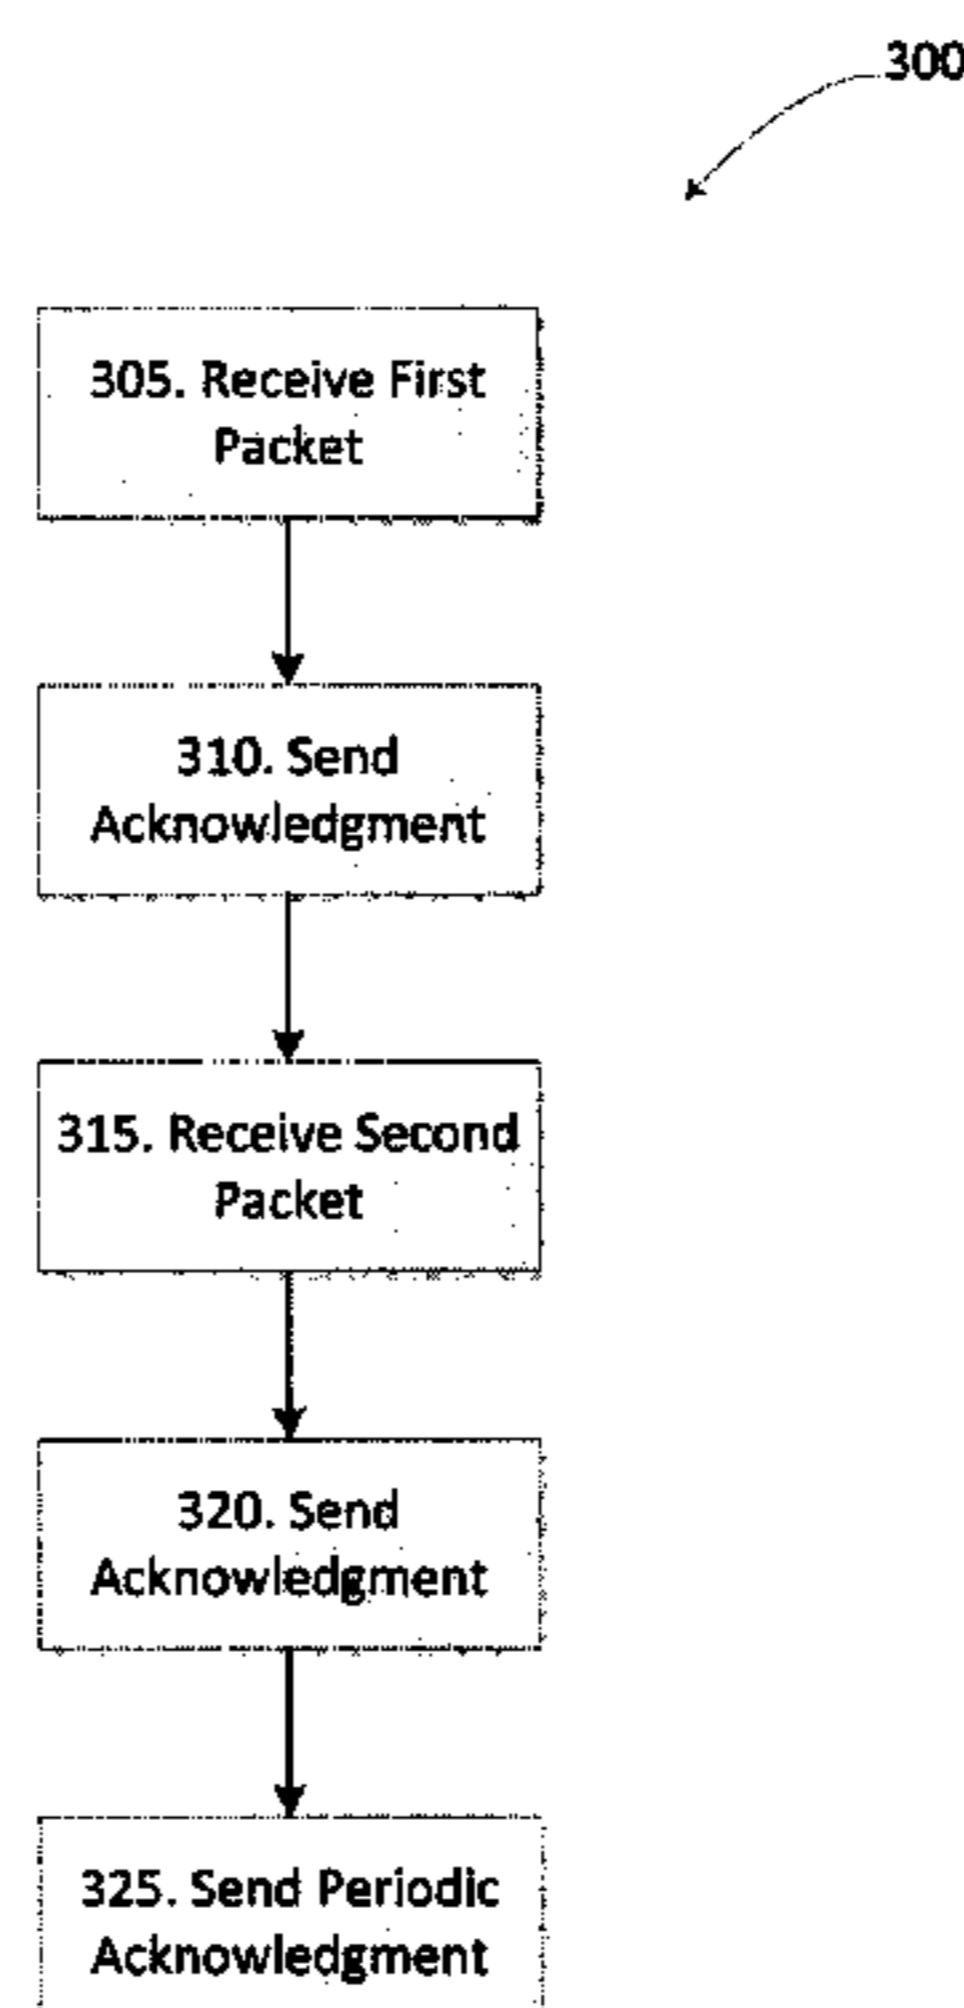 300
305. Receive First
Packet
310. Send
Acknowledgment
315. Receive Second
Packet
320. Send
Acknowledgment
325. Send Periodic
Acknowledgment